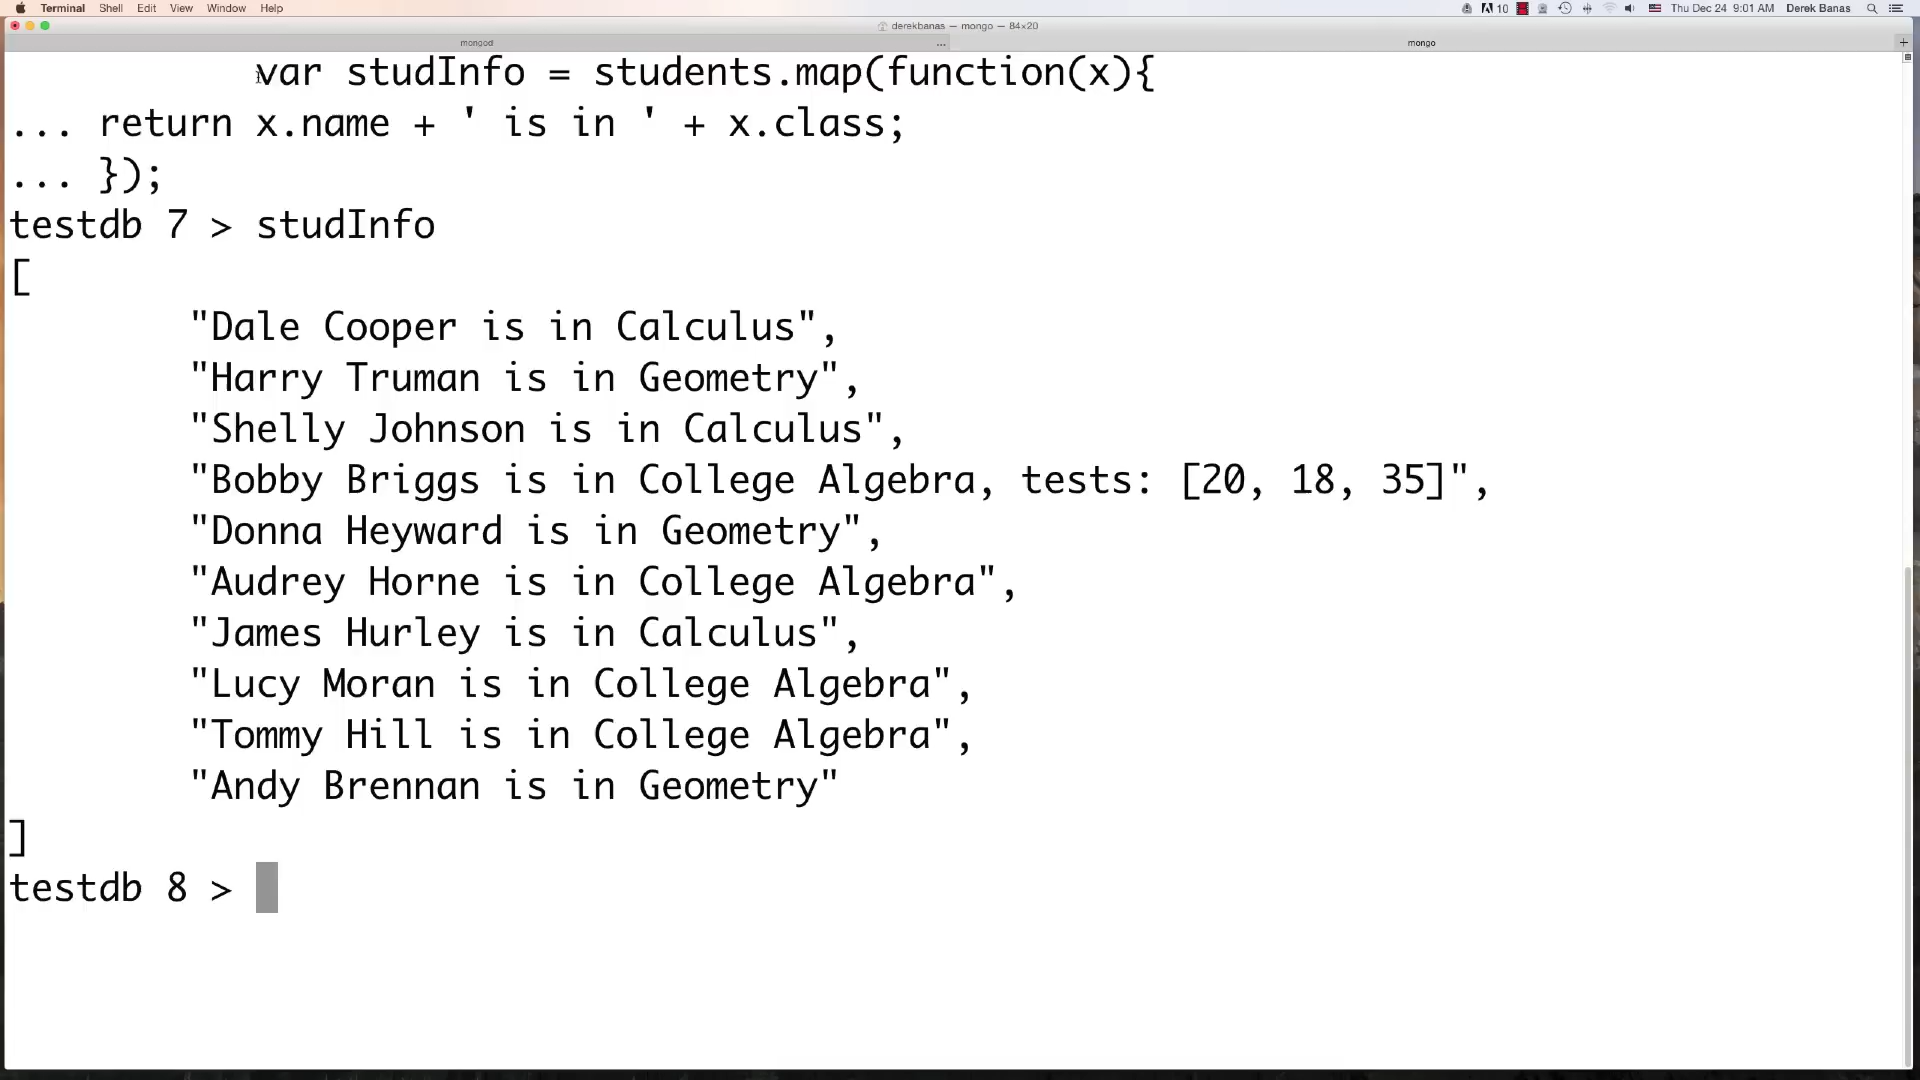 Terminal Shell Edit View Window Help 10 Thu Dec 24 9:01 AM Derek Banas
derekbanas — mongo — 84×20
mongod ... mongo +
var studInfo = students.map(function(x){
... return x.name + ' is in ' + x.class;
... });
testdb 7 > studInfo
[
"Dale Cooper is in Calculus",
"Harry Truman is in Geometry",
"Shelly Johnson is in Calculus",
"Bobby Briggs is in College Algebra, tests: [20, 18, 35]",
"Donna Heyward is in Geometry",
"Audrey Horne is in College Algebra",
"James Hurley is in Calculus",
"Lucy Moran is in College Algebra",
"Tommy Hill is in College Algebra",
"Andy Brennan is in Geometry"
]
testdb 8 >